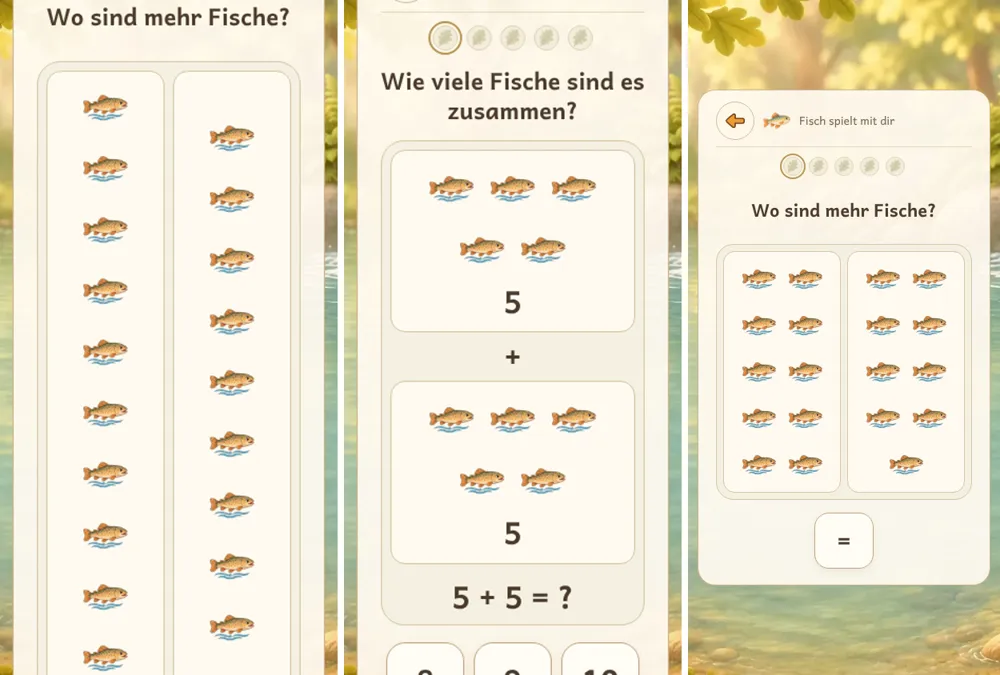 Wo sind mehr Fische?
Wie viele Fische sind es
zusammen?
5
+
5
5 + 5 = ?
Fisch spielt mit dir
Wo sind mehr Fische?
=